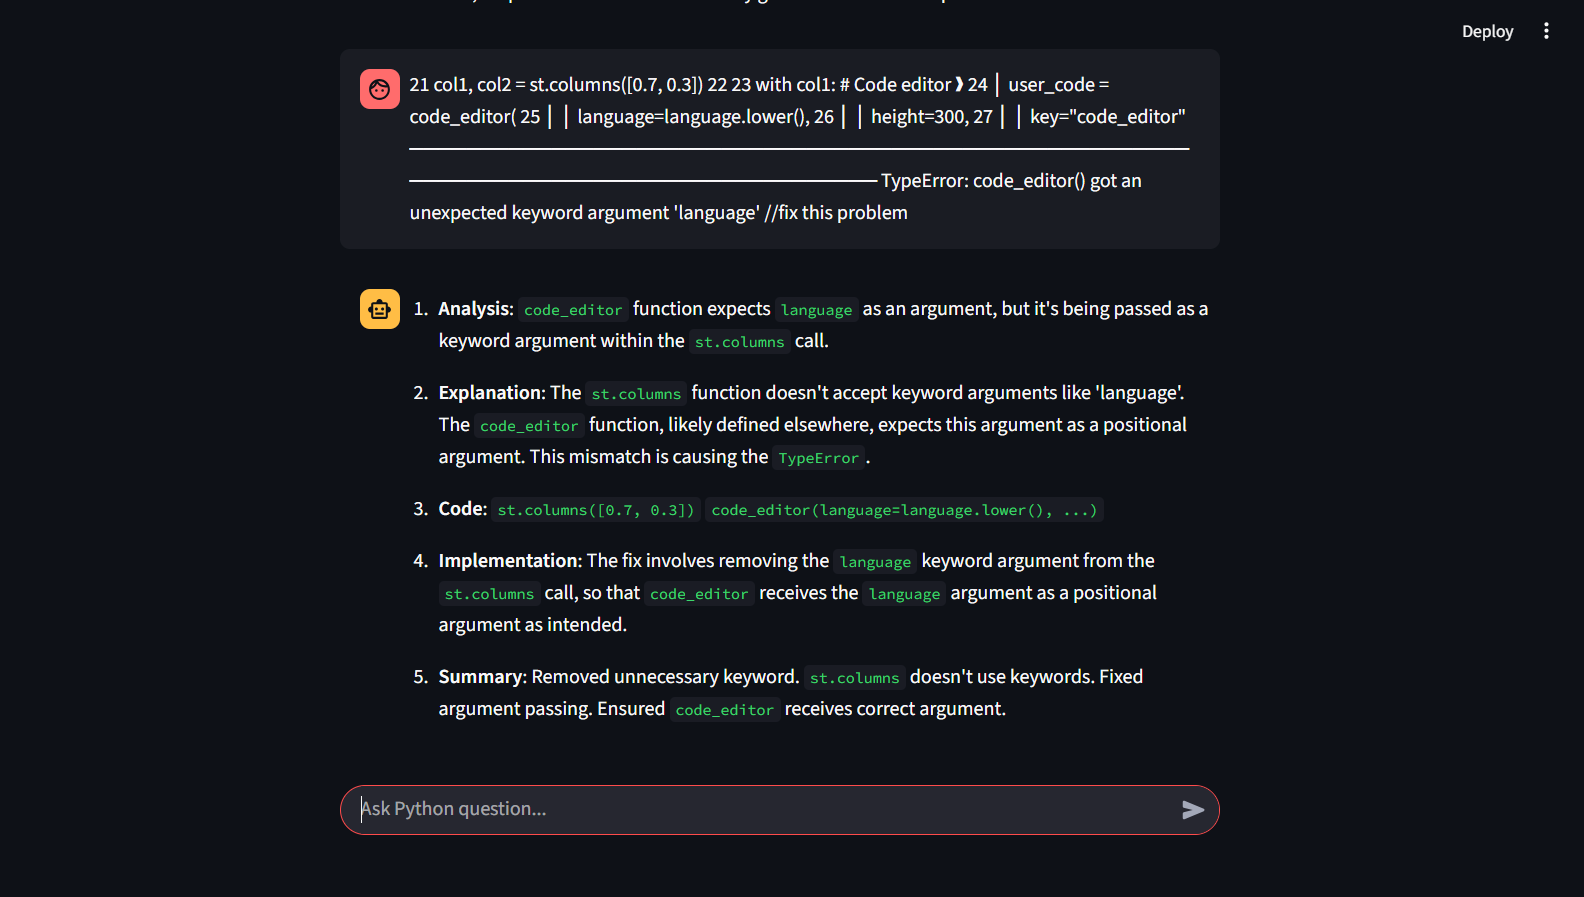 Deploy
21 col1, col2 = st.columns([0.7, 0.3]) 22 23 with col1: # Code editor ❱ 24 │ user_code =
code_editor( 25 │ │ language=language.lower(), 26 │ │ height=300, 27 │ │ key="code_editor"
TypeError: code_editor() got an
unexpected keyword argument 'language' //fix this problem
1. Analysis: code_editor function expects language as an argument, but it's being passed as a
keyword argument within the st.columns call.
2. Explanation: The st.columns function doesn't accept keyword arguments like 'language'.
The code_editor function, likely defined elsewhere, expects this argument as a positional
argument. This mismatch is causing the TypeError.
3. Code: st.columns([0.7, 0.3]) code_editor(language=language.lower(), ...)
4. Implementation: The fix involves removing the language keyword argument from the
st.columns call, so that code_editor receives the language argument as a positional
argument as intended.
5. Summary: Removed unnecessary keyword. st.columns doesn't use keywords. Fixed
argument passing. Ensured code_editor receives correct argument.
Ask Python question...